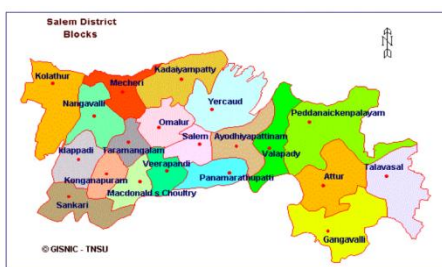 Salem District
Blocks
N
Kolathur
Mecheri
Kadaiyampatty
Nangavalli
Yercaud
Omalur
Peddanaickenpalayam
Taramangalam
Salem
Ayodhiyapattinam
Valapady
Konganapuram
Veerapandi
Panamarathupatti
Attur
Talavasal
Macdonald's Choultry
Sankari
Gangavalli
© GISNIC - TNSU